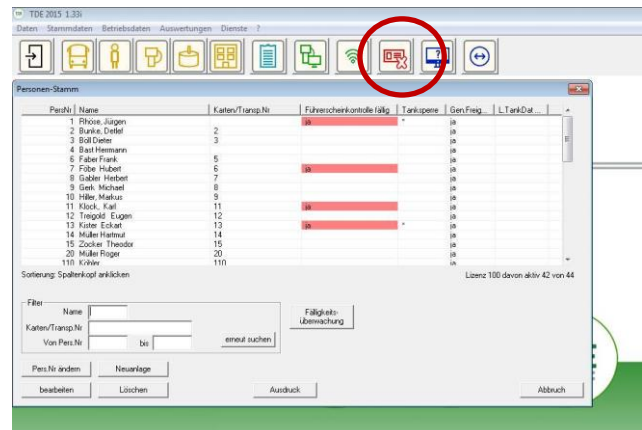 TDE 2015 1.33i
Daten Stammdaten Betriebsdaten Auswertungen Dienste ?
Personen-Stamm
PersNr Name Karten/Transp.Nr Führerscheinkontrolle fällig Tanksperre Gen.Freig... L.TankDat...
1 Rhöse, Jürgen ja * ja
2 Bunke, Detlef 2 ja
3 Böll Dieter 3 ja
4 Bast Hermann ja
6 Faber Frank 5 ja
7 Föbe Hubert 6 ja ja
8 Gabler Herbert 7 ja
9 Gerk Michael 8 ja
10 Hiller, Markus 9 ja
11 Klock, Karl 11 ja ja
12 Treigold Eugen 12 ja
13 Kister Eckart 13 ja * ja
14 Müller Hartmut 14 ja
15 Zocker Theodor 15 ja
20 Müller Roger 20 ja
110 Köhler 110 ja
Sortierung: Spaltenkopf anklicken Lizenz 100 davon aktiv 42 von 44
Filter
Name
Karten/Transp.Nr
Von Pers.Nr bis erneut suchen
Fälligkeits-
überwachung
Pers.Nr ändern Neuanlage
bearbeiten Löschen Ausdruck Abbruch